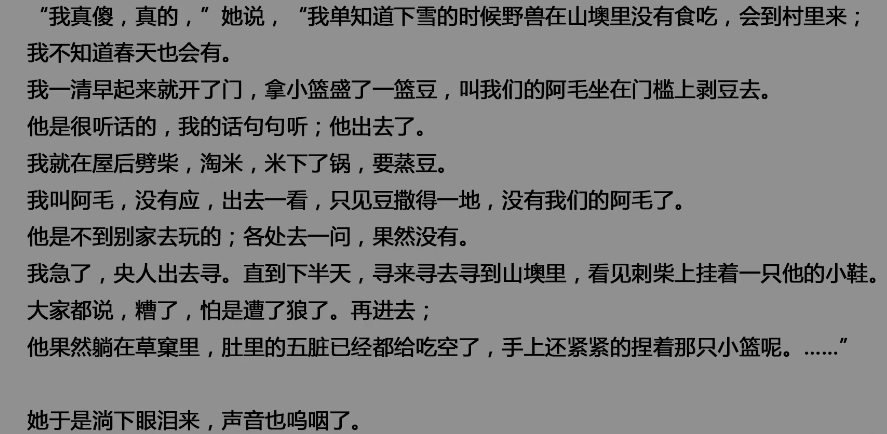 “我真傻，真的，”她说，“我单知道下雪的时候野兽在山墺里没有食吃，会到村里来；
我不知道春天也会有。
我一清早起来就开了门，拿小篮盛了一篮豆，叫我们的阿毛坐在门槛上剥豆去。
他是很听话的，我的话句句听；他出去了。
我就在屋后劈柴，淘米，米下了锅，要蒸豆。
我叫阿毛，没有应，出去一看，只见豆撒得一地，没有我们的阿毛了。
他是不到别家去玩的；各处去一问，果然没有。
我急了，央人出去寻。直到下半天，寻来寻去寻到山墺里，看见刺柴上挂着一只他的小鞋。
大家都说，糟了，怕是遭了狼了。再进去；
他果然躺在草窠里，肚里的五脏已经都给吃空了，手上还紧紧的捏着那只小篮呢。……”
她于是淌下眼泪来，声音也呜咽了。